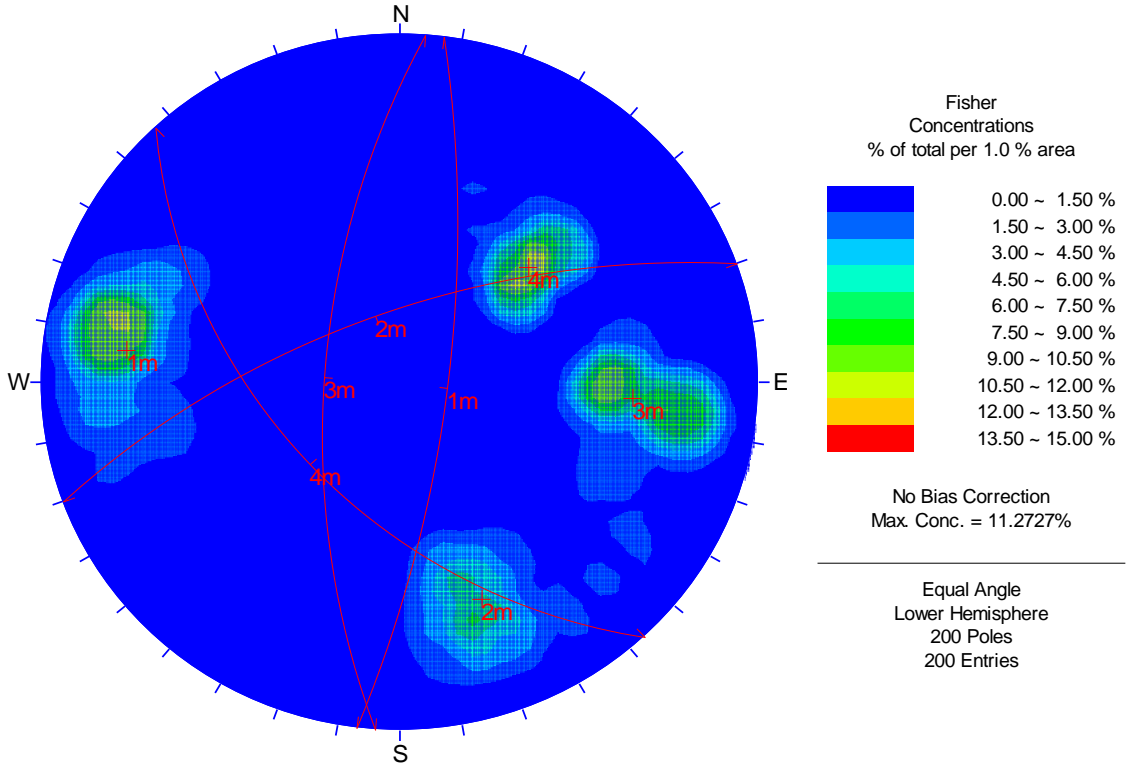 N
W
E
S
1m
2m
3m
4m
1m
2m
3m
4m
Fisher
Concentrations
% of total per 1.0 % area
0.00 ~ 1.50 %
1.50 ~ 3.00 %
3.00 ~ 4.50 %
4.50 ~ 6.00 %
6.00 ~ 7.50 %
7.50 ~ 9.00 %
9.00 ~ 10.50 %
10.50 ~ 12.00 %
12.00 ~ 13.50 %
13.50 ~ 15.00 %
No Bias Correction
Max. Conc. = 11.2727%
Equal Angle
Lower Hemisphere
200 Poles
200 Entries